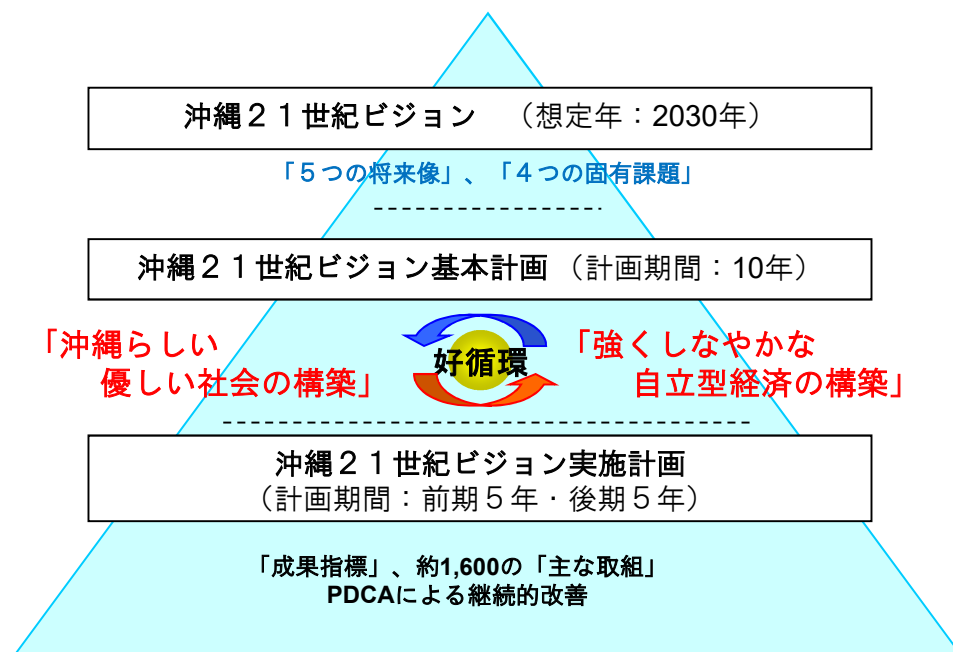 沖縄２１世紀ビジョン　（想定年：2030年）
「５つの将来像」、「４つの固有課題」
沖縄２１世紀ビジョン基本計画（計画期間：10年）
「沖縄らしい
優しい社会の構築」
好循環
「強くしなやかな
自立型経済の構築」
沖縄２１世紀ビジョン実施計画
（計画期間：前期５年・後期５年）
「成果指標」、約1,600の「主な取組」
PDCAによる継続的改善